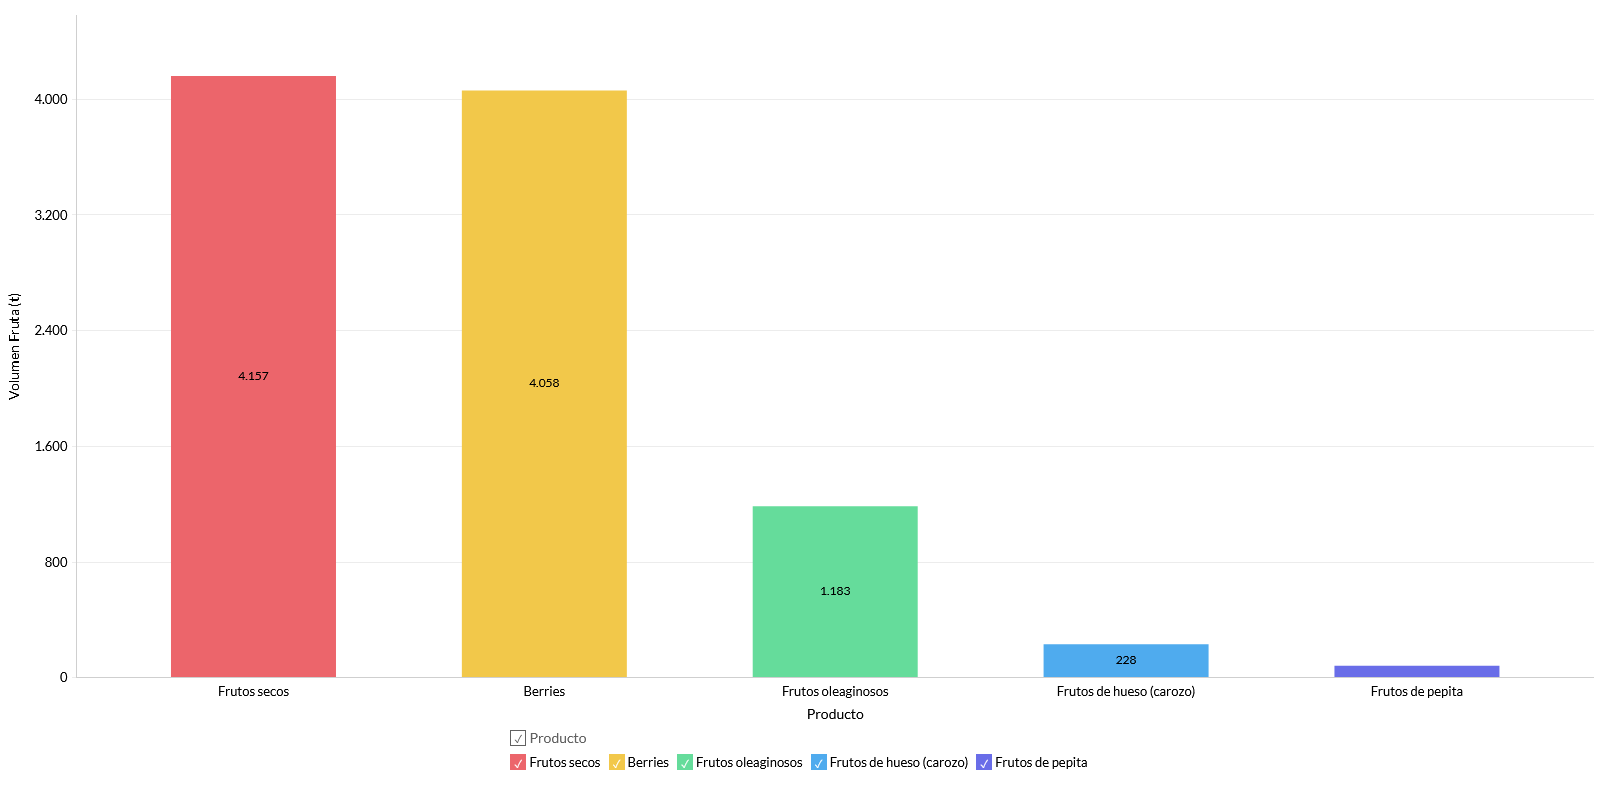 Volumen Fruta (t)
4.000
3.200
2.400
1.600
800
0
4.157
4.058
1.183
228
Frutos secos
Berries
Frutos oleaginosos
Frutos de hueso (carozo)
Frutos de pepita
Producto
Producto
Frutos secos Berries Frutos oleaginosos Frutos de hueso (carozo) Frutos de pepita